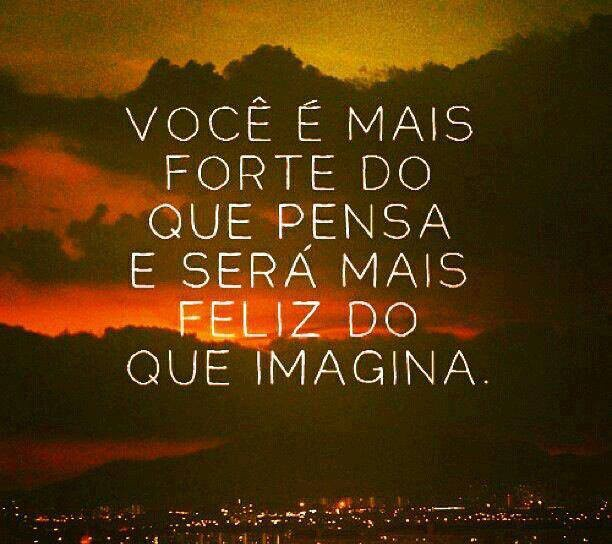 VOCÊ É MAIS
FORTE DO
QUE PENSA
E SERÁ MAIS
FELIZ DO
QUE IMAGINA.